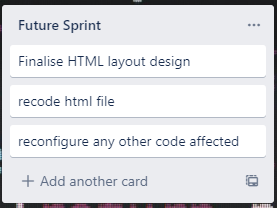 Future Sprint
Finalise HTML layout design
recode html file
reconfigure any other code affected
Add another card